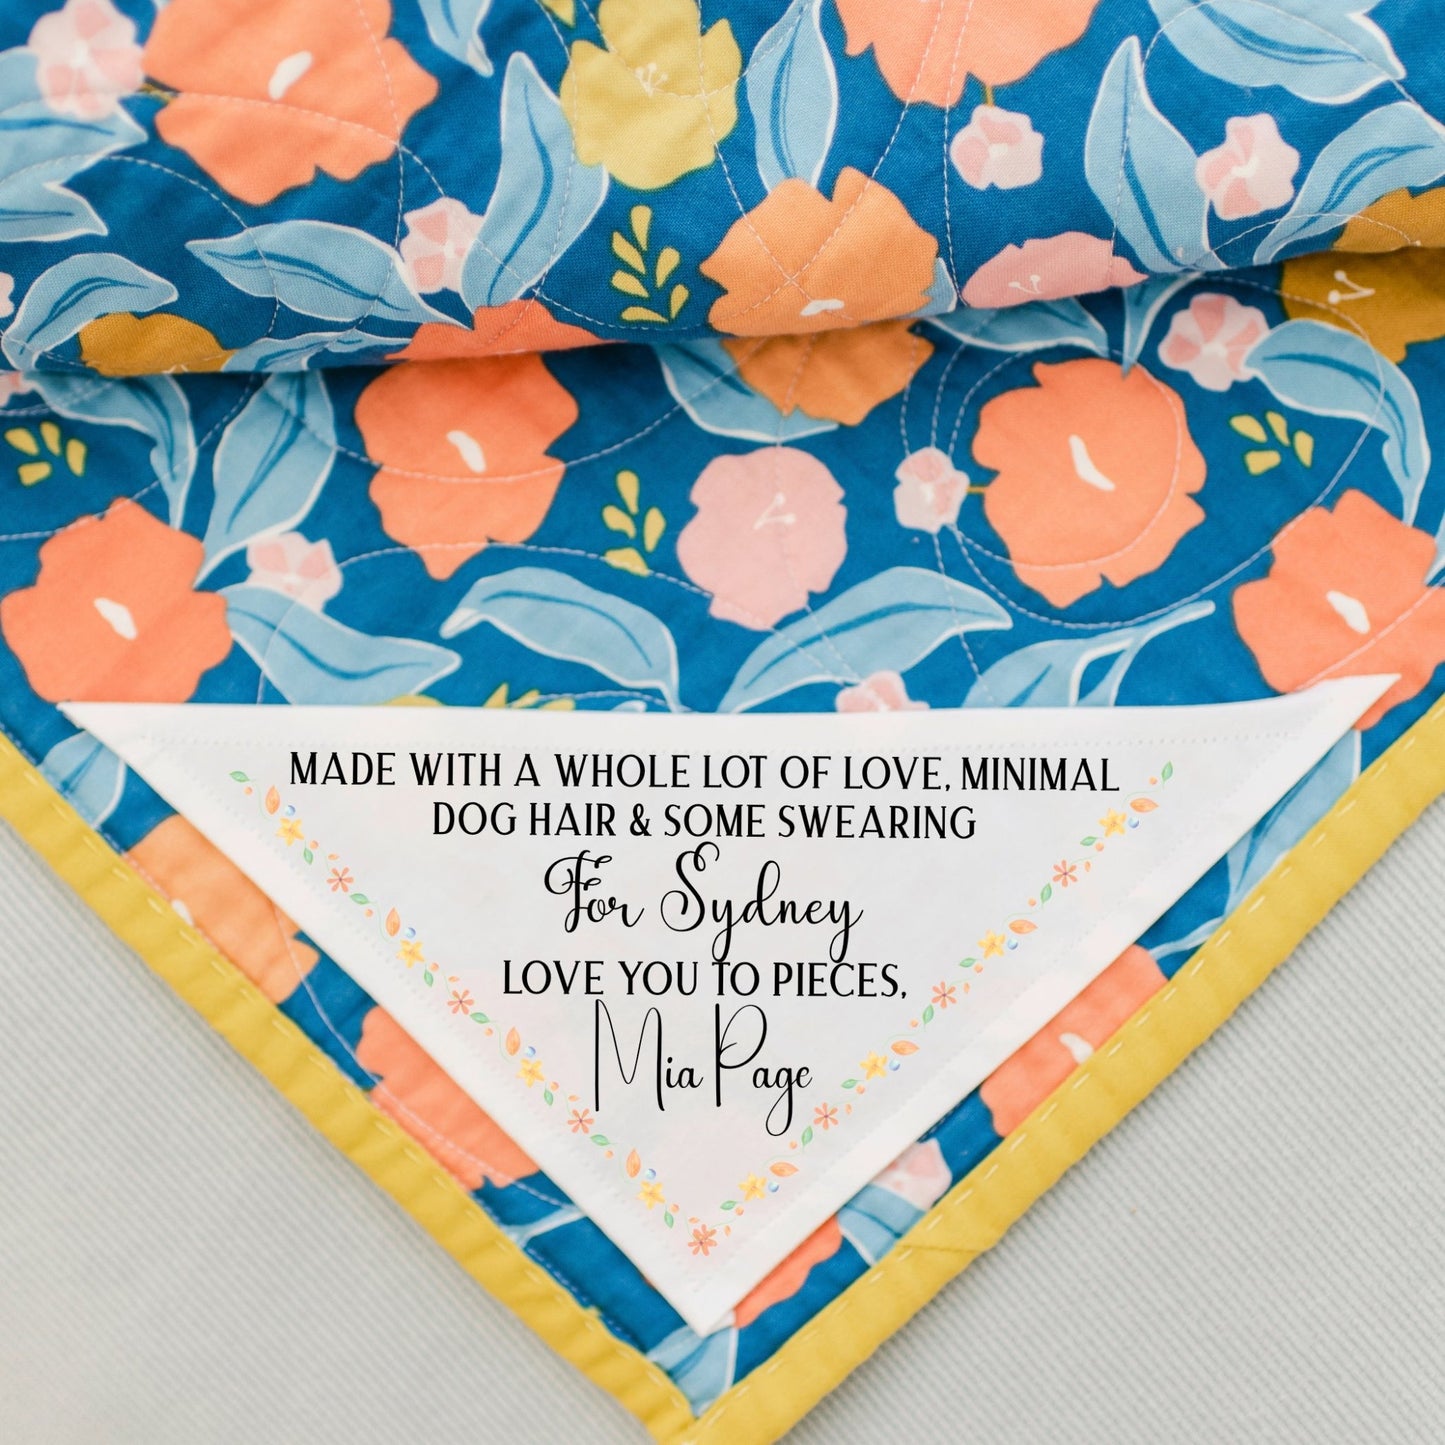 MADE WITH A WHOLE LOT OF LOVE, MINIMAL
DOG HAIR & SOME SWEARING
For Sydney
LOVE YOU TO PIECES,
Mia Page